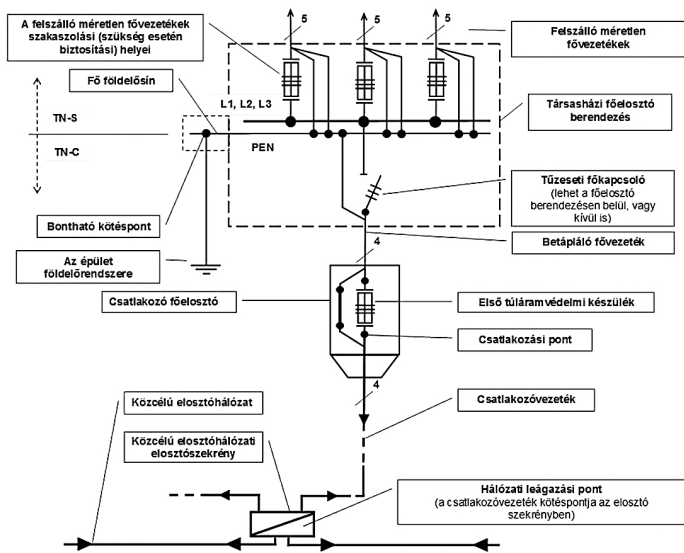 5
5
5
A felszálló méretlen fővezetékek
szakaszolási (szükség esetén
biztosítási) helyei
Felszálló méretlen
fővezetékek
Fő földelősín
TN-S
TN-C
L1, L2, L3
PEN
Társasházi főelosztó
berendezés
Tűzeseti főkapcsoló
(lehet a főelosztó
berendezésen belül, vagy
kívül is)
Bontható kötéspont
Betápláló fővezeték
4
Az épület
földelőrendszere
Csatlakozó főelosztó
Első túláramvédelmi készülék
Csatlakozási pont
4
Közcélú elosztóhálózat
Csatlakozóvezeték
Közcélú elosztóhálózati
elosztószekrény
Hálózati leágazási pont
(a csatlakozóvezeték kötéspontja az elosztó
szekrényben)